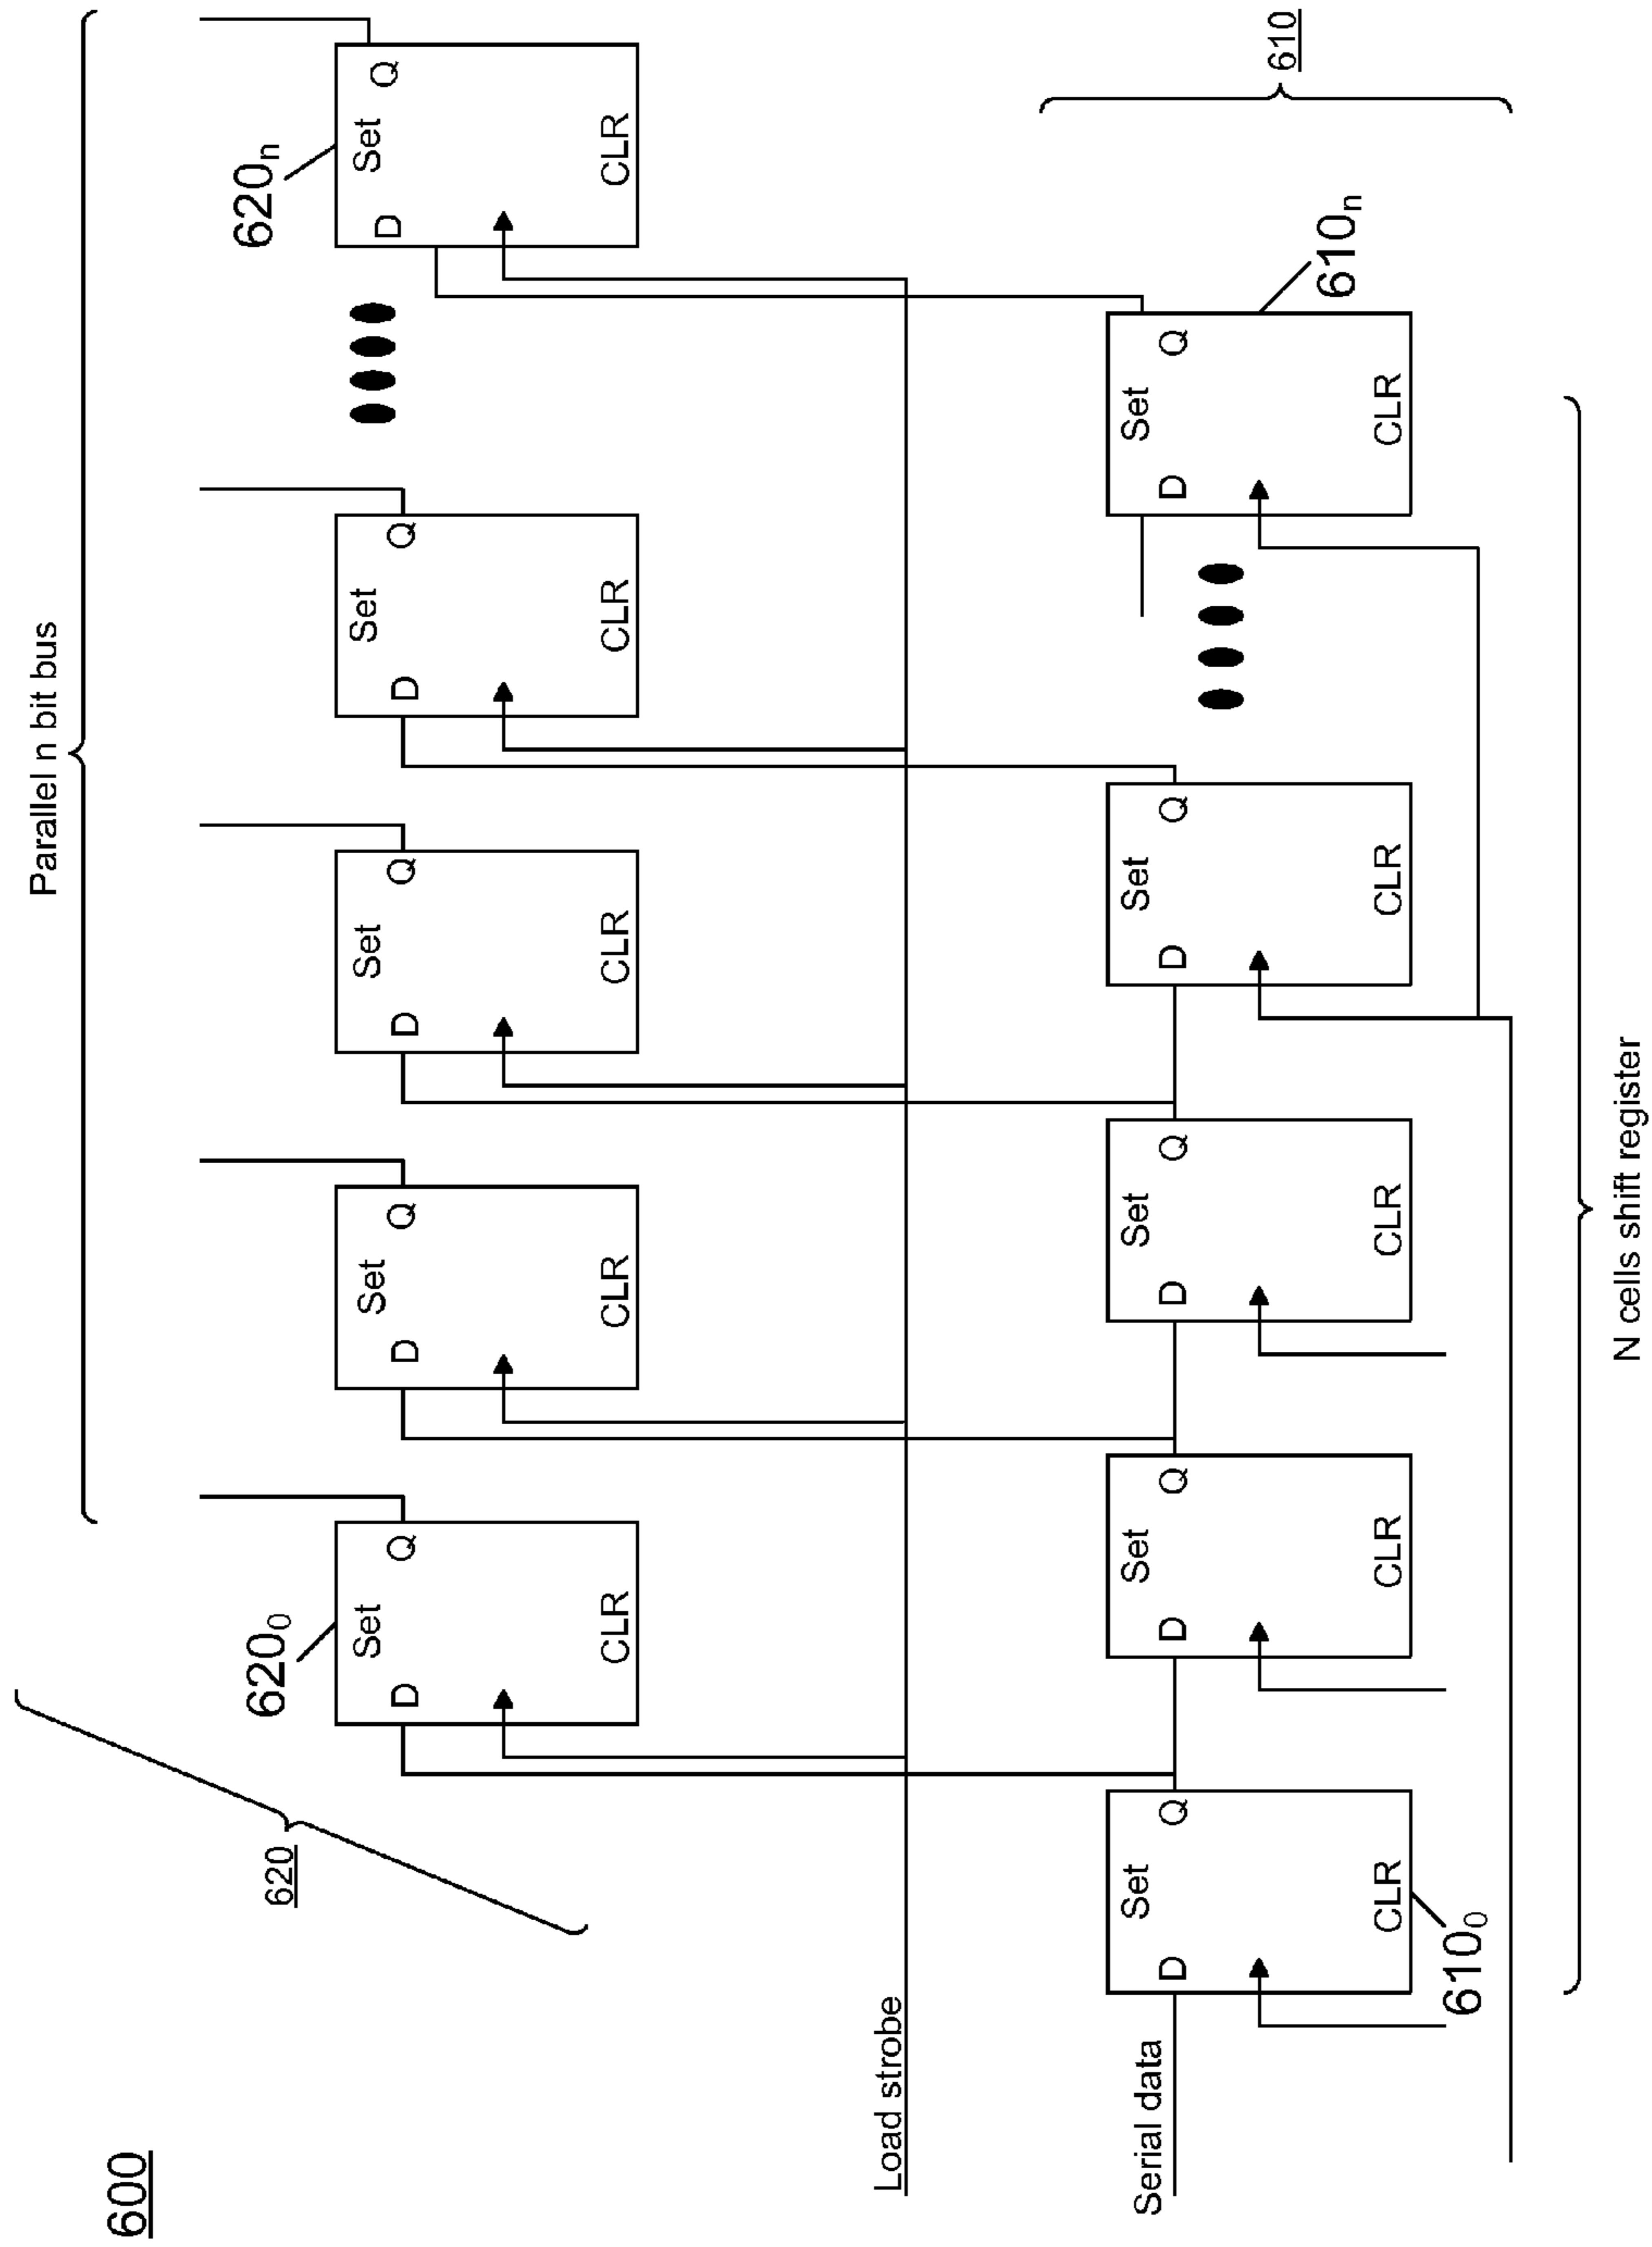 600
Parallel n bit bus
620
620₀
620ₙ
D Set Q
CLR
D Set Q
CLR
D Set Q
CLR
D Set Q
CLR
D Set Q
CLR
Load strobe
Serial data
D Set Q
CLR
D Set Q
CLR
D Set Q
CLR
D Set Q
CLR
D Set Q
CLR
610₀
610ₙ
610
N cells shift register